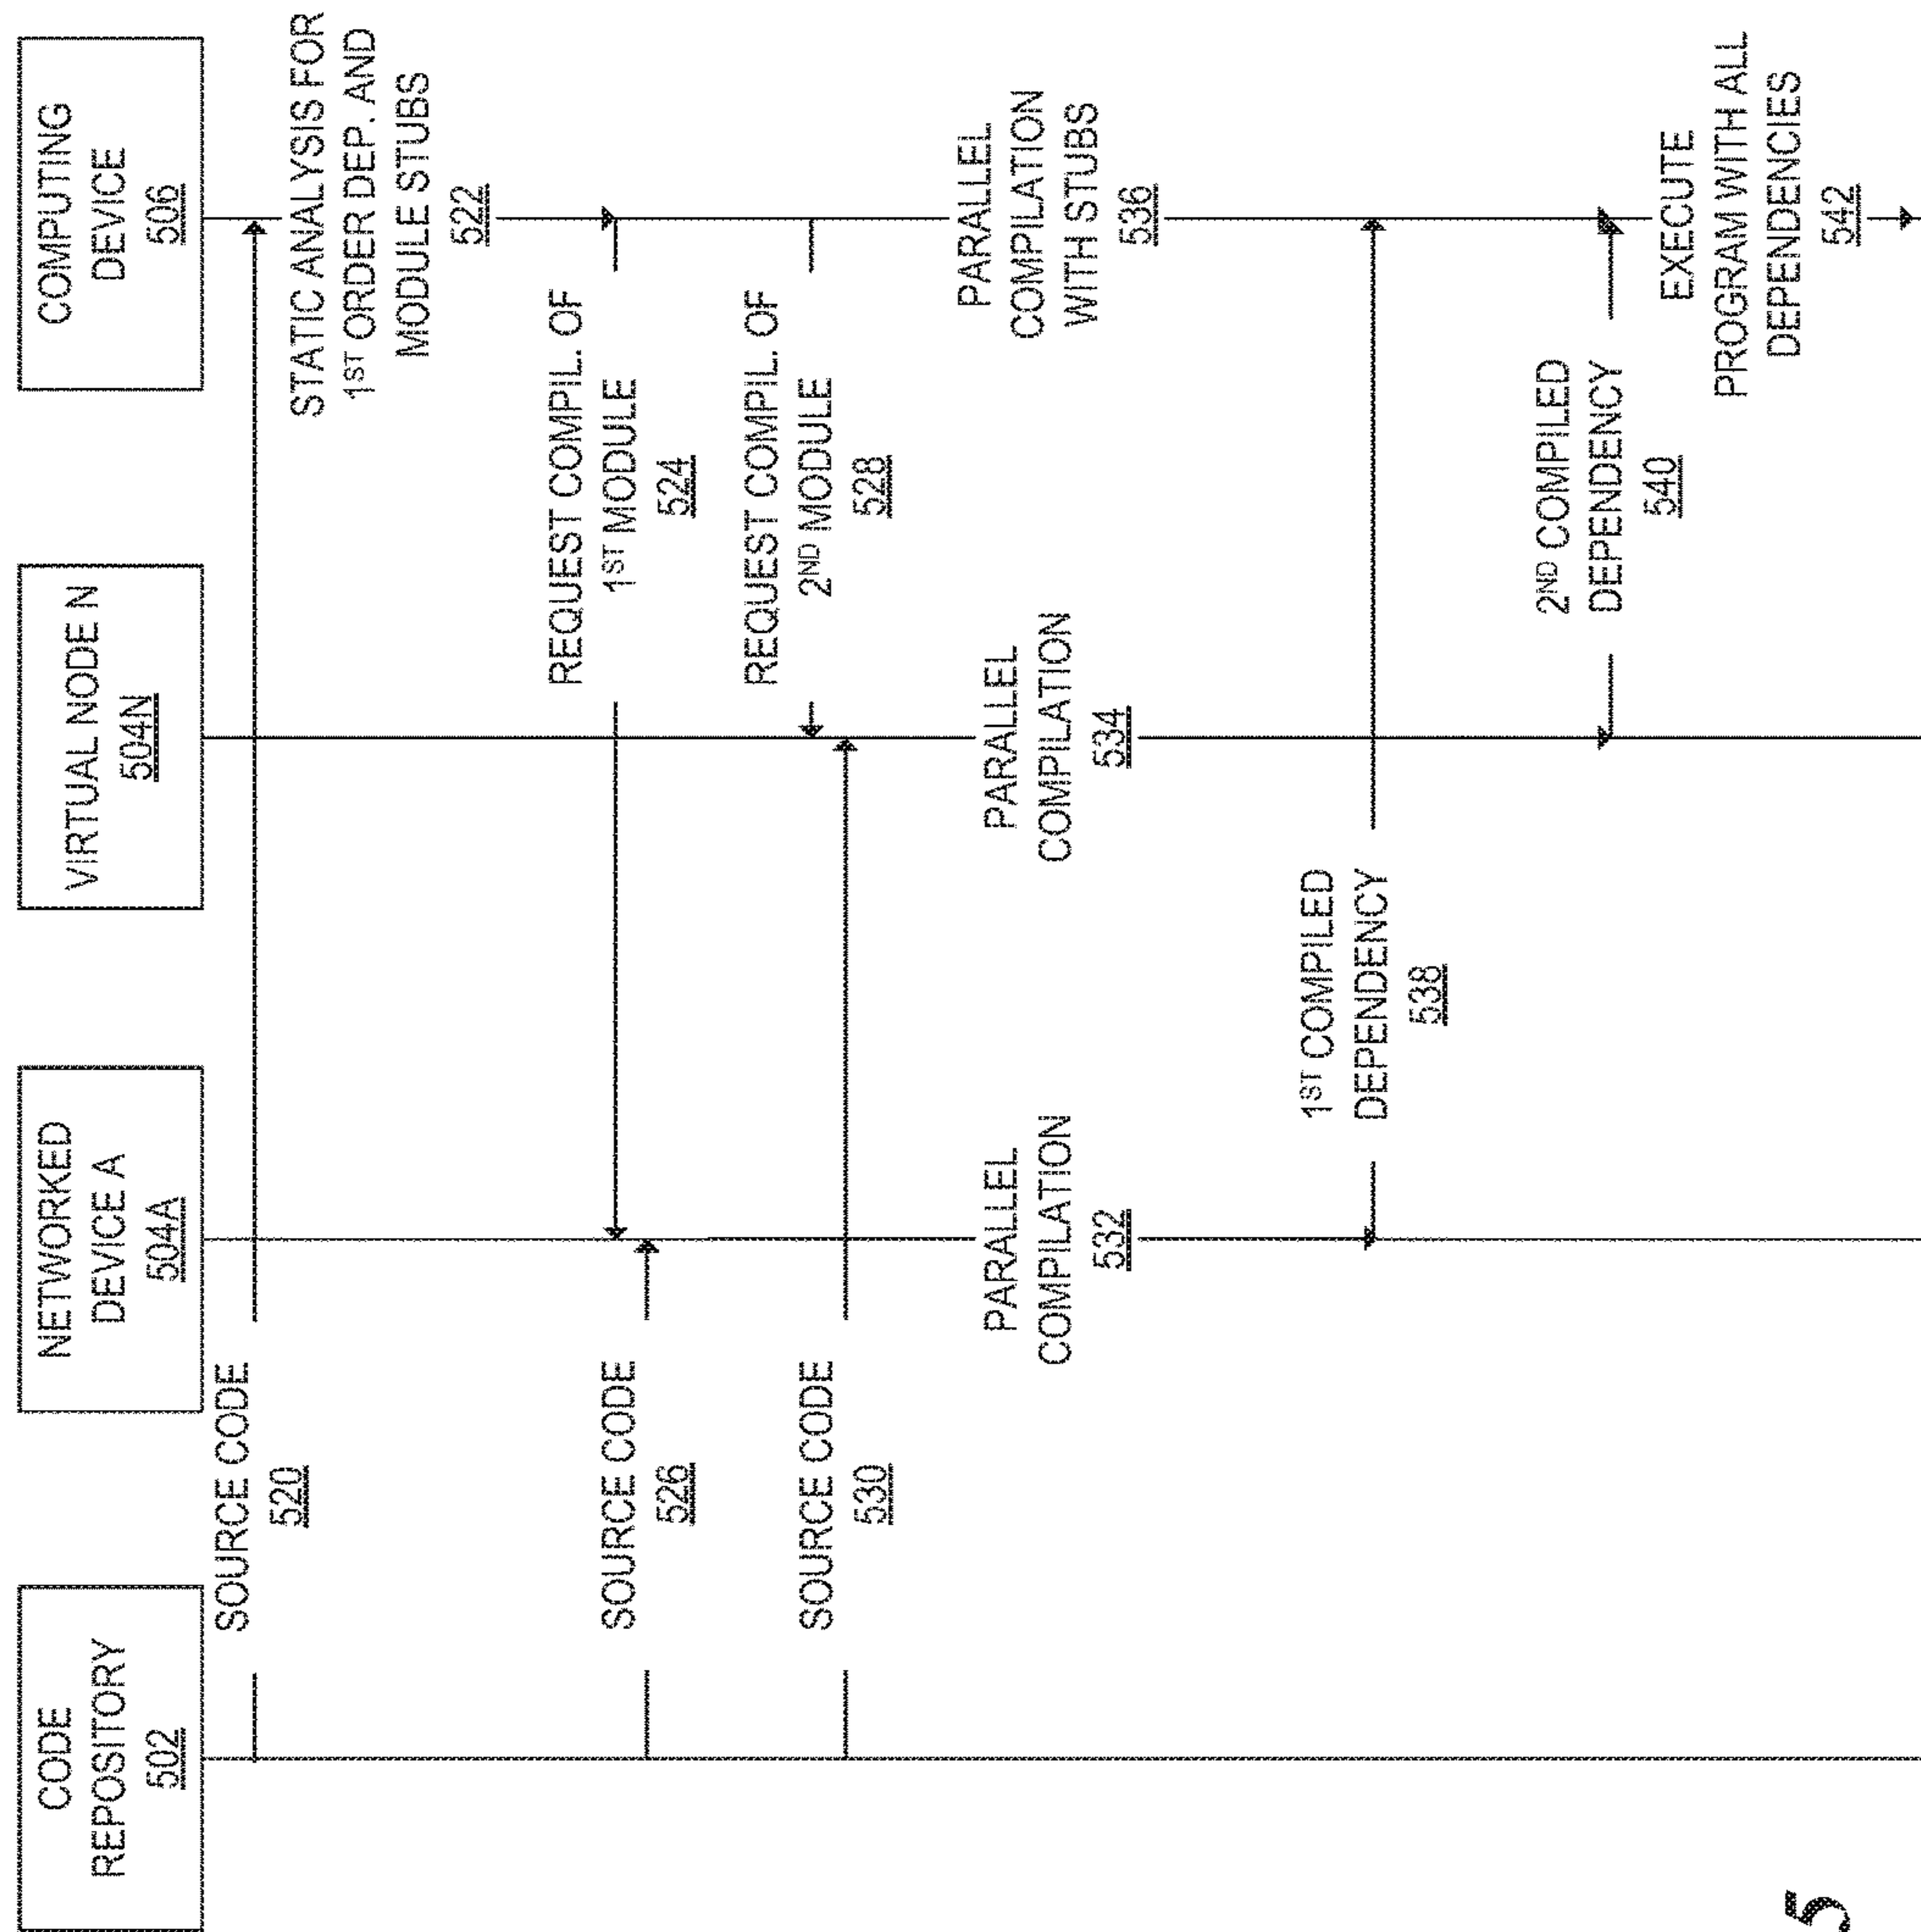 CODE
REPOSITORY
502
NETWORKED
DEVICE A
504A
VIRTUAL NODE N
504N
COMPUTING
DEVICE
506
SOURCE CODE
520
STATIC ANALYSIS FOR
1ST ORDER DEP. AND
MODULE STUBS
522
REQUEST COMPIL. OF
1ST MODULE
524
SOURCE CODE
526
REQUEST COMPIL. OF
2ND MODULE
528
SOURCE CODE
530
PARALLEL
COMPILATION
532
PARALLEL
COMPILATION
534
PARALLEL
COMPILATION
WITH STUBS
536
1ST COMPILED
DEPENDENCY
538
2ND COMPILED
DEPENDENCY
540
EXECUTE
PROGRAM WITH ALL
DEPENDENCIES
542
5